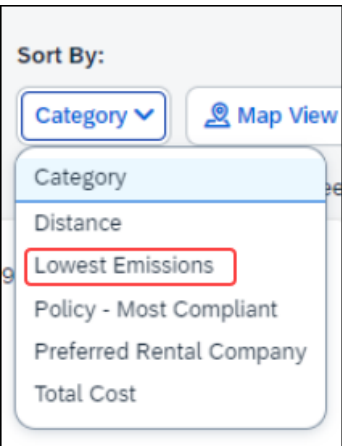 Sort By:
Category
Map View
Category
Distance
Lowest Emissions
Policy - Most Compliant
Preferred Rental Company
Total Cost